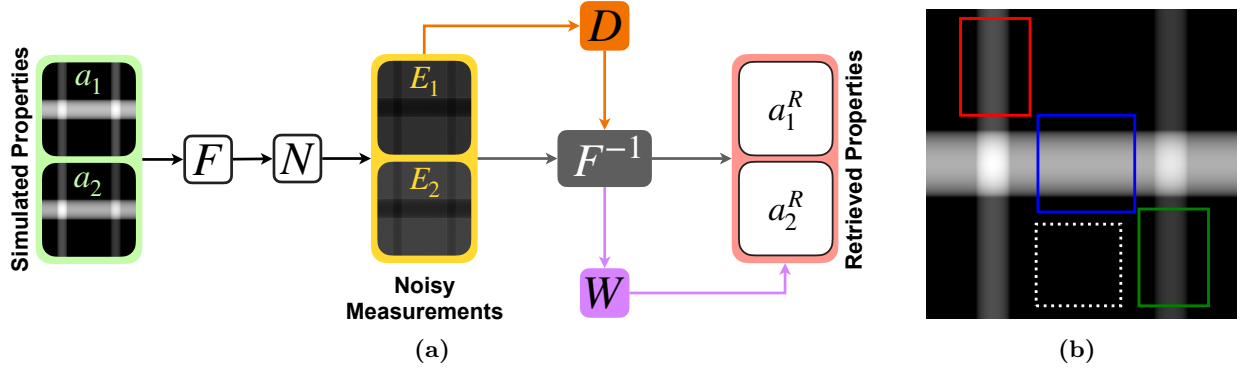 Simulated Properties
a₁
a₂
F
N
E₁
E₂
Noisy
Measurements
D
F⁻¹
W
a₁ᴿ
a₂ᴿ
Retrieved Properties
(a)
(b)